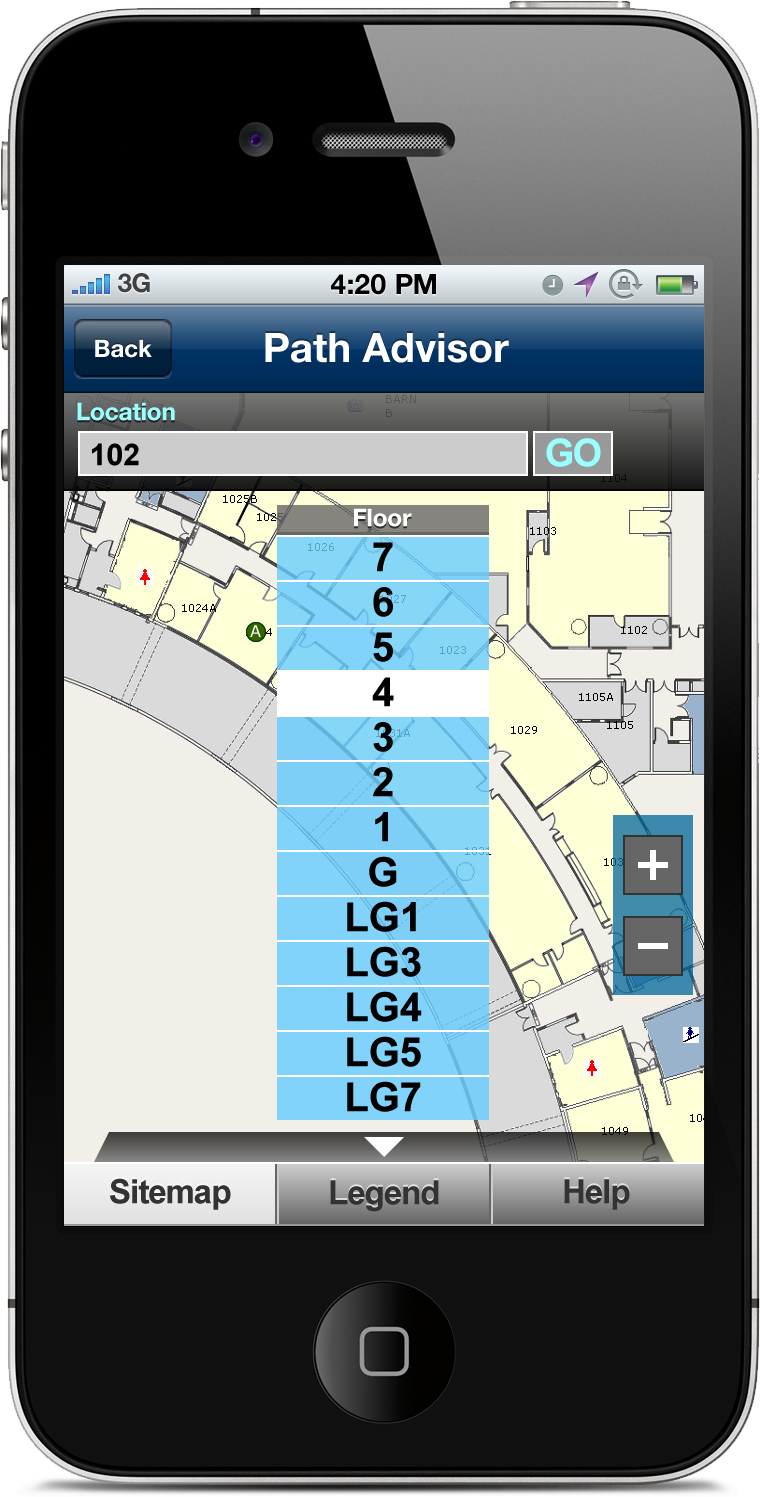 3G 4:20 PM
Back Path Advisor
BARN
B
Location
102 GO
1104
1025B
Floor
1103
1026
7
1024A
6
A
1102
5
1023
4
1105A
1105
1029
3
1031A
2
1
1031
G
LG1
LG3
LG4
LG5
LG7
1049
Sitemap Legend Help